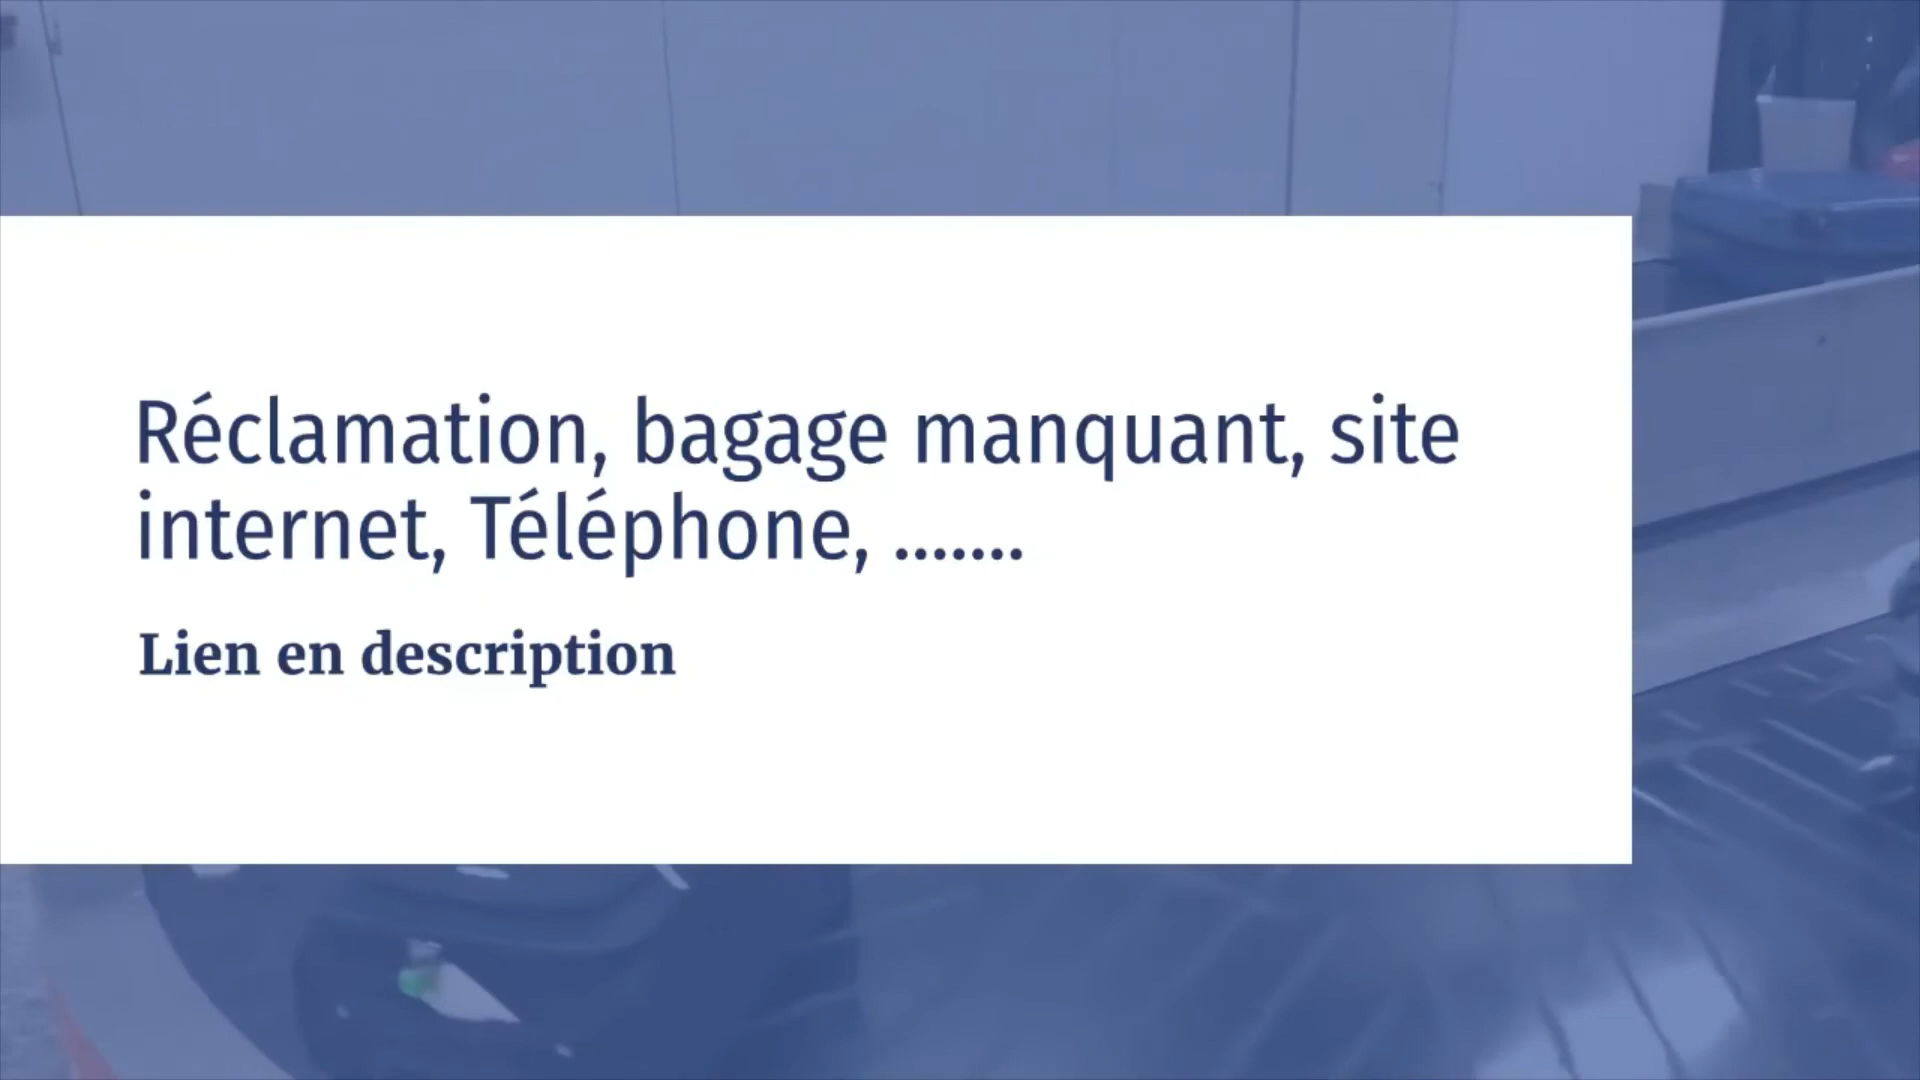 Réclamation, bagage manquant, site
internet, Téléphone, .......
Lien en description